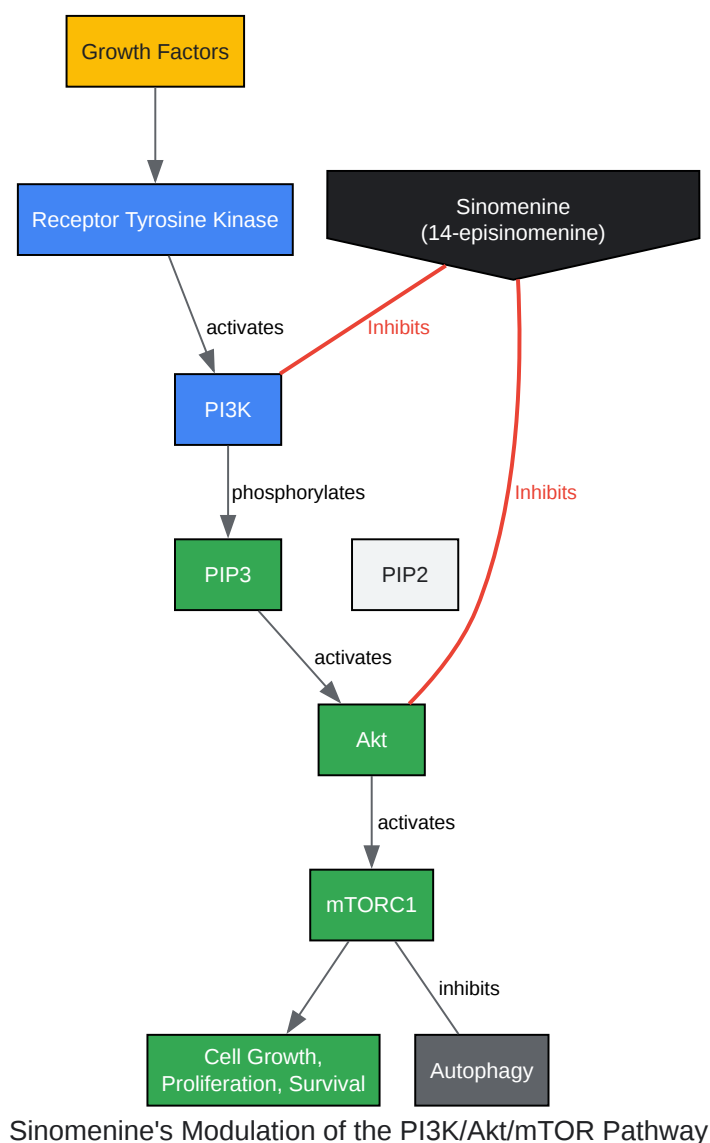 Growth Factors
Receptor Tyrosine Kinase
Sinomenine
(14-episinomenine)
activates
Inhibits
PI3K
phosphorylates
Inhibits
PIP3
PIP2
activates
Akt
activates
mTORC1
inhibits
Cell Growth,
Proliferation, Survival
Autophagy
Sinomenine's Modulation of the PI3K/Akt/mTOR Pathway